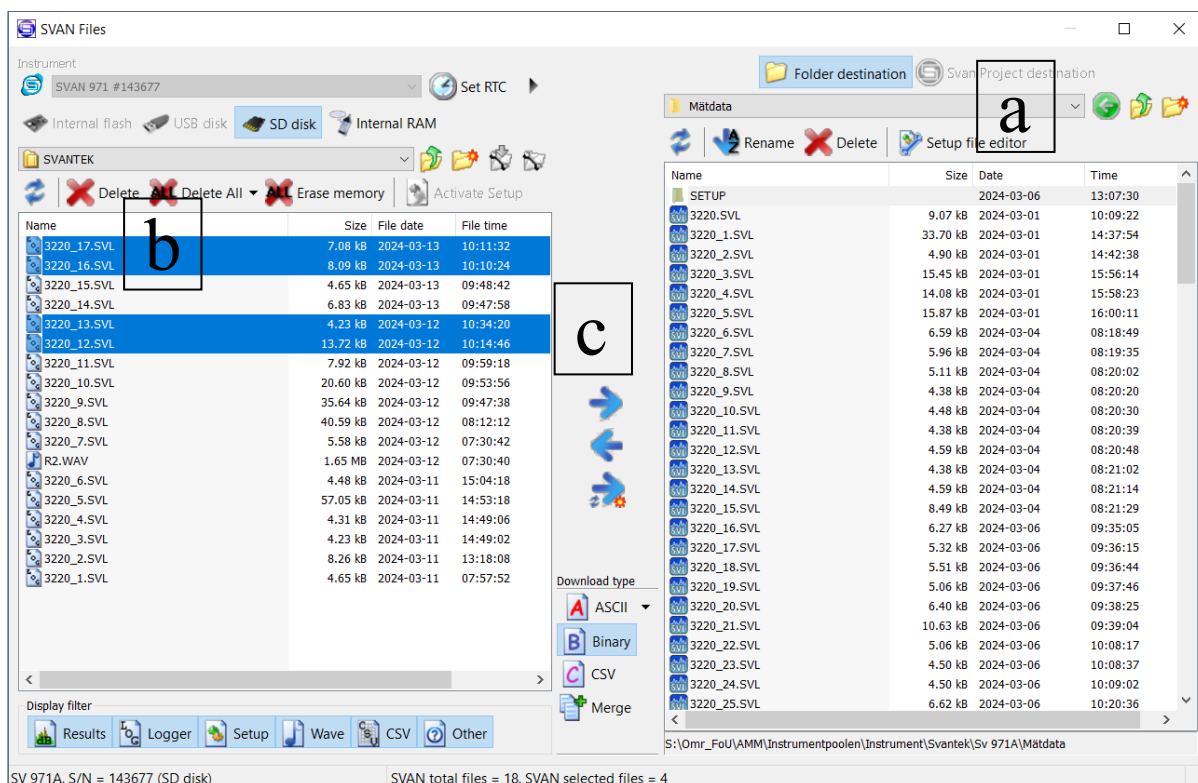 SVAN Files
Instrument
SVAN 971 #143677
Set RTC
Internal flash USB disk SD disk Internal RAM
SVANTEK
Delete ALL Delete All ALL Erase memory Activate Setup
b
Name Size File date File time
3220_17.SVL 7.08 kB 2024-03-13 10:11:32
3220_16.SVL 8.09 kB 2024-03-13 10:10:24
3220_15.SVL 4.65 kB 2024-03-13 09:48:42
3220_14.SVL 6.83 kB 2024-03-13 09:47:58
3220_13.SVL 4.23 kB 2024-03-12 10:34:20
3220_12.SVL 13.72 kB 2024-03-12 10:14:46
3220_11.SVL 7.92 kB 2024-03-12 09:59:18
3220_10.SVL 20.60 kB 2024-03-12 09:53:56
3220_9.SVL 35.64 kB 2024-03-12 09:47:38
3220_8.SVL 40.59 kB 2024-03-12 08:12:12
3220_7.SVL 5.58 kB 2024-03-12 07:30:42
R2.WAV 1.65 MB 2024-03-12 07:30:40
3220_6.SVL 4.48 kB 2024-03-11 15:04:18
3220_5.SVL 57.05 kB 2024-03-11 14:53:18
3220_4.SVL 4.31 kB 2024-03-11 14:49:06
3220_3.SVL 4.23 kB 2024-03-11 14:49:02
3220_2.SVL 8.26 kB 2024-03-11 13:18:08
3220_1.SVL 4.65 kB 2024-03-11 07:57:52
Display filter
Results Logger Setup Wave CSV Other
c
Download type
ASCII
Binary
CSV
Merge
Folder destination Svan Project destination
Mätdata
a
Rename Delete Setup file editor
Name Size Date Time
SETUP 2024-03-06 13:07:30
3220.SVL 9.07 kB 2024-03-01 10:09:22
3220_1.SVL 33.70 kB 2024-03-01 14:37:54
3220_2.SVL 4.90 kB 2024-03-01 14:42:38
3220_3.SVL 15.45 kB 2024-03-01 15:56:14
3220_4.SVL 14.08 kB 2024-03-01 15:58:23
3220_5.SVL 15.87 kB 2024-03-01 16:00:11
3220_6.SVL 6.59 kB 2024-03-04 08:18:49
3220_7.SVL 5.96 kB 2024-03-04 08:19:35
3220_8.SVL 5.11 kB 2024-03-04 08:20:02
3220_9.SVL 4.38 kB 2024-03-04 08:20:20
3220_10.SVL 4.48 kB 2024-03-04 08:20:30
3220_11.SVL 4.38 kB 2024-03-04 08:20:39
3220_12.SVL 4.59 kB 2024-03-04 08:20:48
3220_13.SVL 4.38 kB 2024-03-04 08:21:02
3220_14.SVL 4.59 kB 2024-03-04 08:21:14
3220_15.SVL 8.49 kB 2024-03-04 08:21:29
3220_16.SVL 6.27 kB 2024-03-06 09:35:05
3220_17.SVL 5.32 kB 2024-03-06 09:36:15
3220_18.SVL 5.51 kB 2024-03-06 09:36:44
3220_19.SVL 5.06 kB 2024-03-06 09:37:46
3220_20.SVL 6.40 kB 2024-03-06 09:38:25
3220_21.SVL 10.63 kB 2024-03-06 09:39:04
3220_22.SVL 5.06 kB 2024-03-06 10:08:17
3220_23.SVL 4.50 kB 2024-03-06 10:08:37
3220_24.SVL 4.50 kB 2024-03-06 10:09:02
3220_25.SVL 6.62 kB 2024-03-06 10:20:36
S:\Omr_FoU\AMM\Instrumentpoolen\Instrument\Svantek\Sv 971A\Mätdata
SV 971A, S/N = 143677 (SD disk) SVAN total files = 18, SVAN selected files = 4